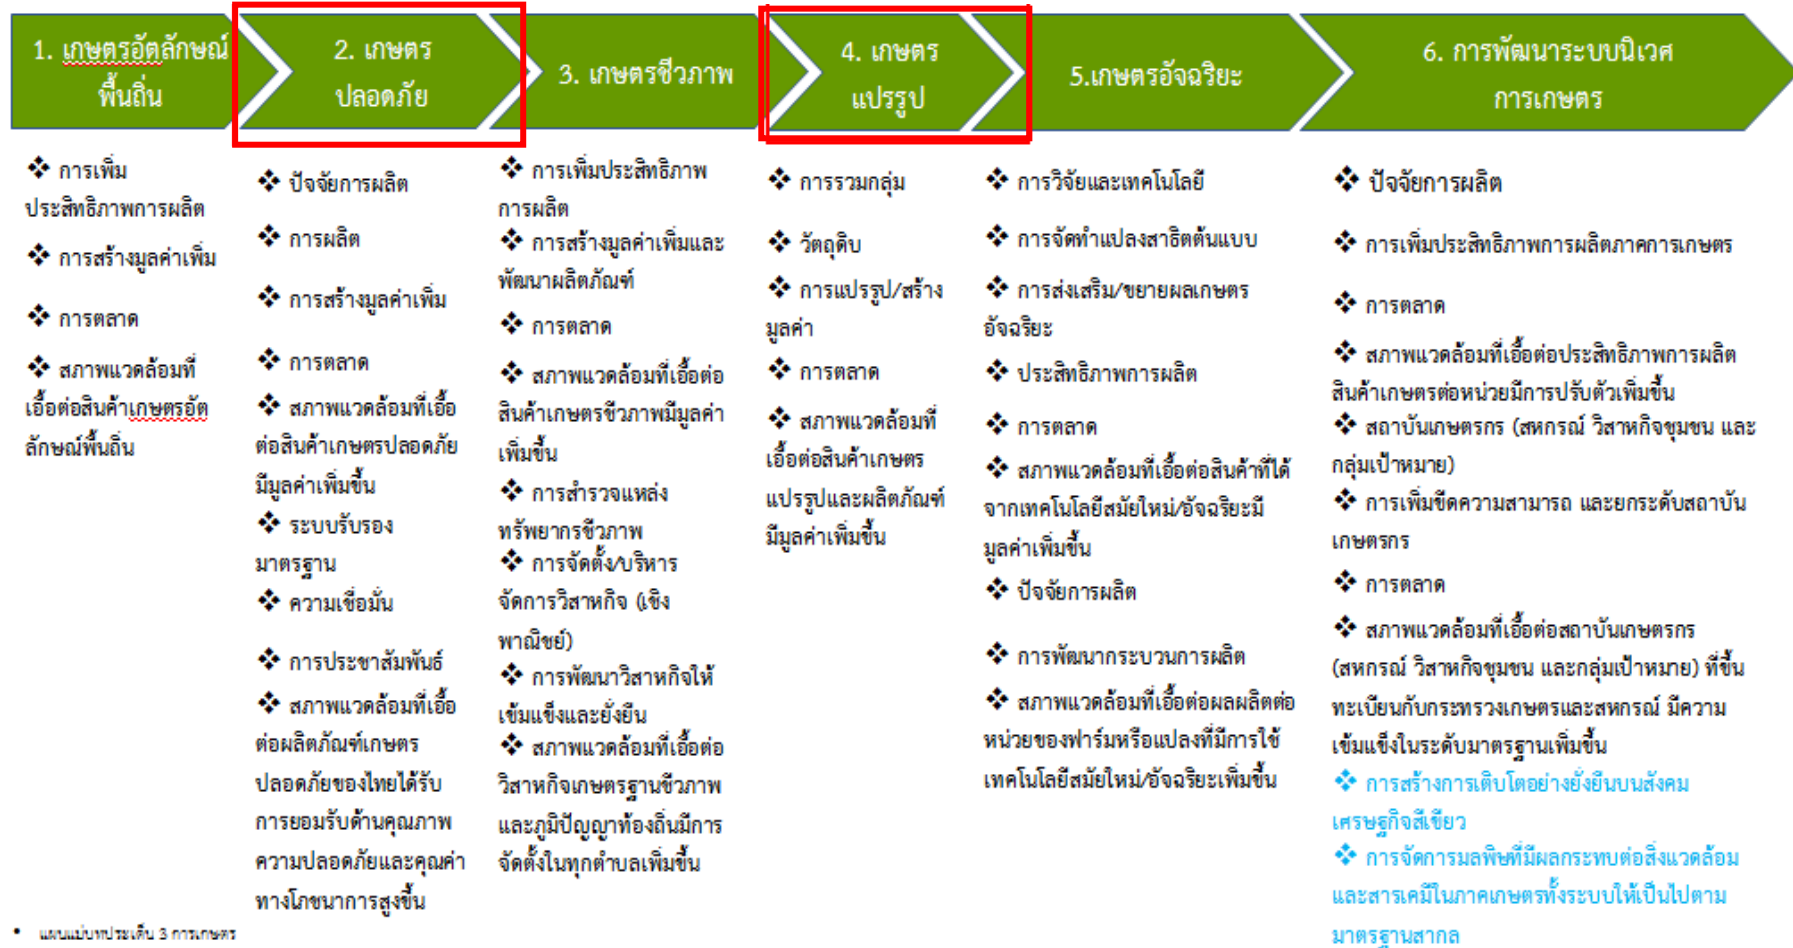 1. เกษตรอัตลักษณ์
พื้นถิ่น
2. เกษตร
ปลอดภัย
3. เกษตรชีวภาพ
4. เกษตร
แปรรูป
5.เกษตรอัจฉริยะ
6. การพัฒนาระบบนิเวศ
การเกษตร
❖ การเพิ่ม
ประสิทธิภาพการผลิต
❖ การสร้างมูลค่าเพิ่ม
❖ การตลาด
❖ สภาพแวดล้อมที่
เอื้อต่อสินค้าเกษตรอัต
ลักษณ์พื้นถิ่น
❖ ปัจจัยการผลิต
❖ การผลิต
❖ การสร้างมูลค่าเพิ่ม
❖ การตลาด
❖ สภาพแวดล้อมที่เอื้อ
ต่อสินค้าเกษตรปลอดภัย
มีมูลค่าเพิ่มขึ้น
❖ ระบบรับรอง
มาตรฐาน
❖ ความเชื่อมั่น
❖ การประชาสัมพันธ์
❖ สภาพแวดล้อมที่เอื้อ
ต่อผลิตภัณฑ์เกษตร
ปลอดภัยของไทยได้รับ
การยอมรับด้านคุณภาพ
ความปลอดภัยและคุณค่า
ทางโภชนาการสูงขึ้น
❖ การเพิ่มประสิทธิภาพ
การผลิต
❖ การสร้างมูลค่าเพิ่มและ
พัฒนาผลิตภัณฑ์
❖ การตลาด
❖ สภาพแวดล้อมที่เอื้อต่อ
สินค้าเกษตรชีวภาพมีมูลค่า
เพิ่มขึ้น
❖ การสำรวจแหล่ง
ทรัพยากรชีวภาพ
❖ การจัดตั้ง/บริหาร
จัดการวิสาหกิจ (เชิง
พาณิชย์)
❖ การพัฒนาวิสาหกิจให้
เข้มแข็งและยั่งยืน
❖ สภาพแวดล้อมที่เอื้อต่อ
วิสาหกิจเกษตรฐานชีวภาพ
และภูมิปัญญาท้องถิ่นมีการ
จัดตั้งในทุกตำบลเพิ่มขึ้น
❖ การรวมกลุ่ม
❖ วัตถุดิบ
❖ การแปรรูป/สร้าง
มูลค่า
❖ การตลาด
❖ สภาพแวดล้อมที่
เอื้อต่อสินค้าเกษตร
แปรรูปและผลิตภัณฑ์
มีมูลค่าเพิ่มขึ้น
❖ การวิจัยและเทคโนโลยี
❖ การจัดทำแปลงสาธิตต้นแบบ
❖ การส่งเสริม/ขยายผลเกษตร
อัจฉริยะ
❖ ประสิทธิภาพการผลิต
❖ การตลาด
❖ สภาพแวดล้อมที่เอื้อต่อสินค้าที่ได้
จากเทคโนโลยีสมัยใหม่/อัจฉริยะมี
มูลค่าเพิ่มขึ้น
❖ ปัจจัยการผลิต
❖ การพัฒนากระบวนการผลิต
❖ สภาพแวดล้อมที่เอื้อต่อผลผลิตต่อ
หน่วยของฟาร์มหรือแปลงที่มีการใช้
เทคโนโลยีสมัยใหม่/อัจฉริยะเพิ่มขึ้น
❖ ปัจจัยการผลิต
❖ การเพิ่มประสิทธิภาพการผลิตภาคการเกษตร
❖ การตลาด
❖ สภาพแวดล้อมที่เอื้อต่อประสิทธิภาพการผลิต
สินค้าเกษตรต่อหน่วยมีการปรับตัวเพิ่มขึ้น
❖ สถาบันเกษตรกร (สหกรณ์ วิสาหกิจชุมชน และ
กลุ่มเป้าหมาย)
❖ การเพิ่มขีดความสามารถ และยกระดับสถาบัน
เกษตรกร
❖ การตลาด
❖ สภาพแวดล้อมที่เอื้อต่อสถาบันเกษตรกร
(สหกรณ์ วิสาหกิจชุมชน และกลุ่มเป้าหมาย) ที่ขึ้น
ทะเบียนกับกระทรวงเกษตรและสหกรณ์ มีความ
เข้มแข็งในระดับมาตรฐานเพิ่มขึ้น
❖ การสร้างการเติบโตอย่างยั่งยืนบนสังคม
เศรษฐกิจสีเขียว
❖ การจัดการมลพิษที่มีผลกระทบต่อสิ่งแวดล้อม
และสารเคมีในภาคเกษตรทั้งระบบให้เป็นไปตาม
มาตรฐานสากล
• แผนแม่บทประเด็น 3 การเกษตร